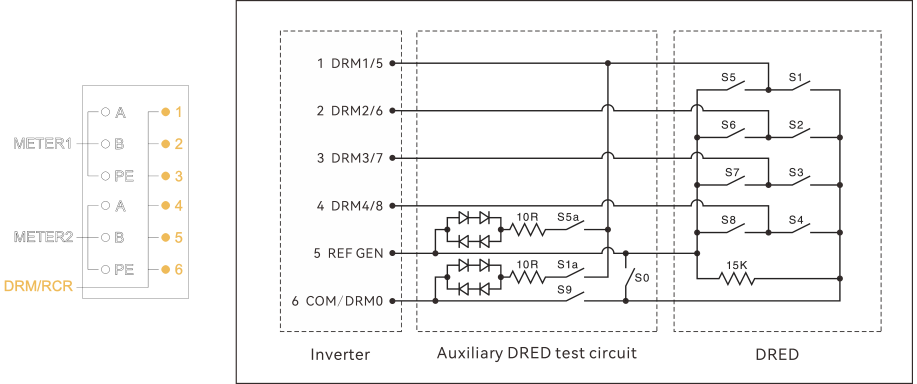 METER1
A
B
PE
METER2
A
B
PE
DRM/RCR
1
2
3
4
5
6
1 DRM1/5
2 DRM2/6
3 DRM3/7
4 DRM4/8
5 REF GEN
6 COM/DRM0
Inverter
10R S5a
10R S1a
S9
S0
Auxiliary DRED test circuit
S5 S1
S6 S2
S7 S3
S8 S4
15K
DRED